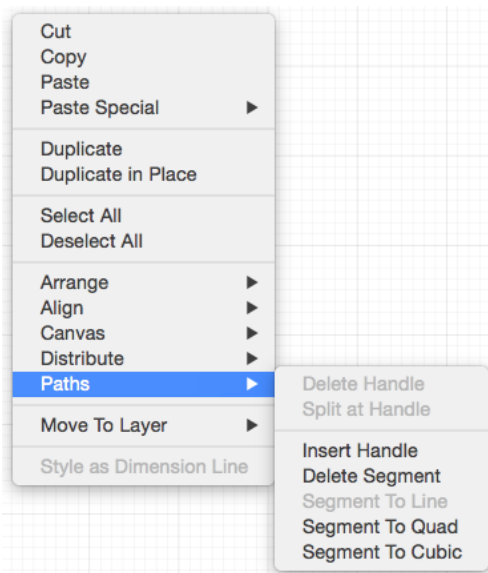 Cut
Copy
Paste
Paste Special
Duplicate
Duplicate in Place
Select All
Deselect All
Arrange
Align
Canvas
Distribute
Paths
Move To Layer
Style as Dimension Line
Delete Handle
Split at Handle
Insert Handle
Delete Segment
Segment To Line
Segment To Quad
Segment To Cubic